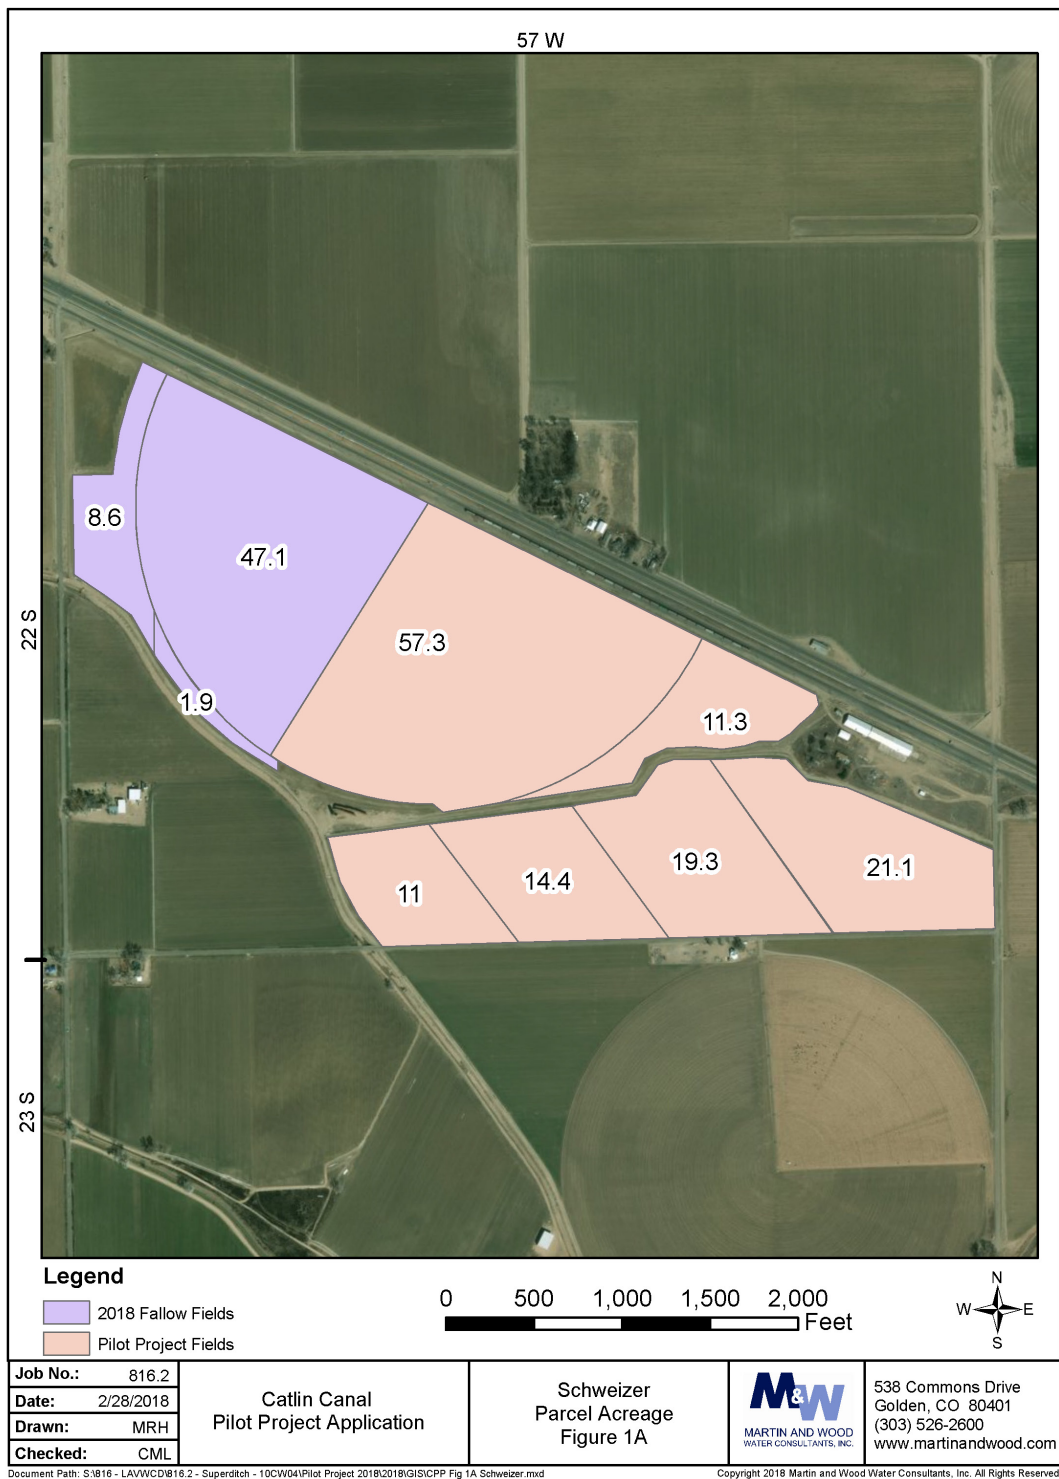 57 W
8.6
47.1
22 S
57.3
1.9
11.3
11
14.4
19.3
21.1
23 S
Legend
2018 Fallow Fields
Pilot Project Fields
0 500 1,000 1,500 2,000
Feet
N
W E
S
Job No.: 816.2
Date: 2/28/2018
Drawn: MRH
Checked: CML
Catlin Canal
Pilot Project Application
Schweizer
Parcel Acreage
Figure 1A
M&W
MARTIN AND WOOD
WATER CONSULTANTS, INC.
538 Commons Drive
Golden, CO 80401
(303) 526-2600
www.martinandwood.com
Document Path: S:\816 - LAVWCD\816.2 - Superditch - 10CW04\Pilot Project 2018\2018\GIS\CPP Fig 1A Schweizer.mxd
Copyright 2018 Martin and Wood Water Consultants, Inc. All Rights Reserved